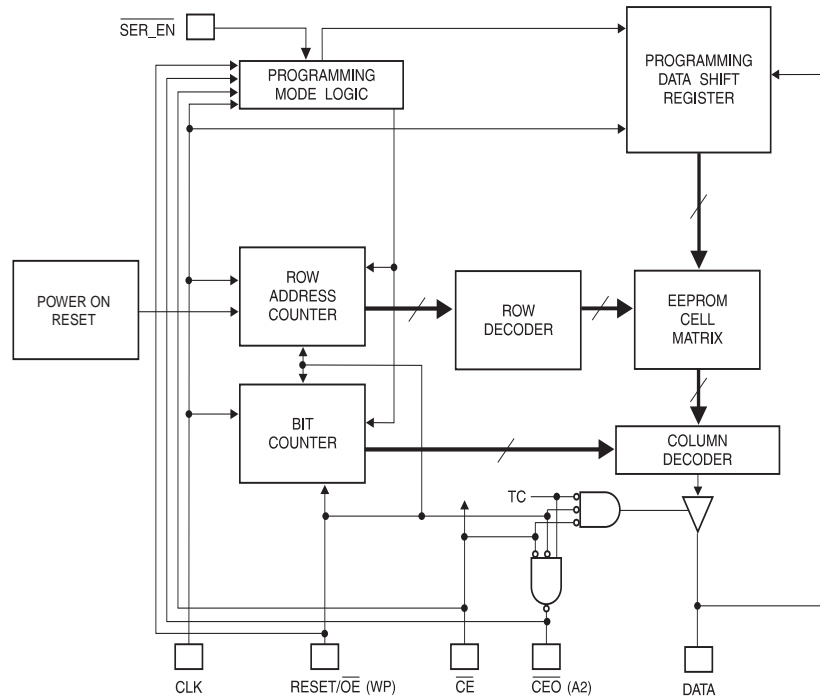 SER_EN
PROGRAMMING
MODE LOGIC
PROGRAMMING
DATA SHIFT
REGISTER
POWER ON
RESET
ROW
ADDRESS
COUNTER
ROW
DECODER
EEPROM
CELL
MATRIX
BIT
COUNTER
COLUMN
DECODER
TC
CLK
RESET/OE (WP)
CE
CEO (A2)
DATA